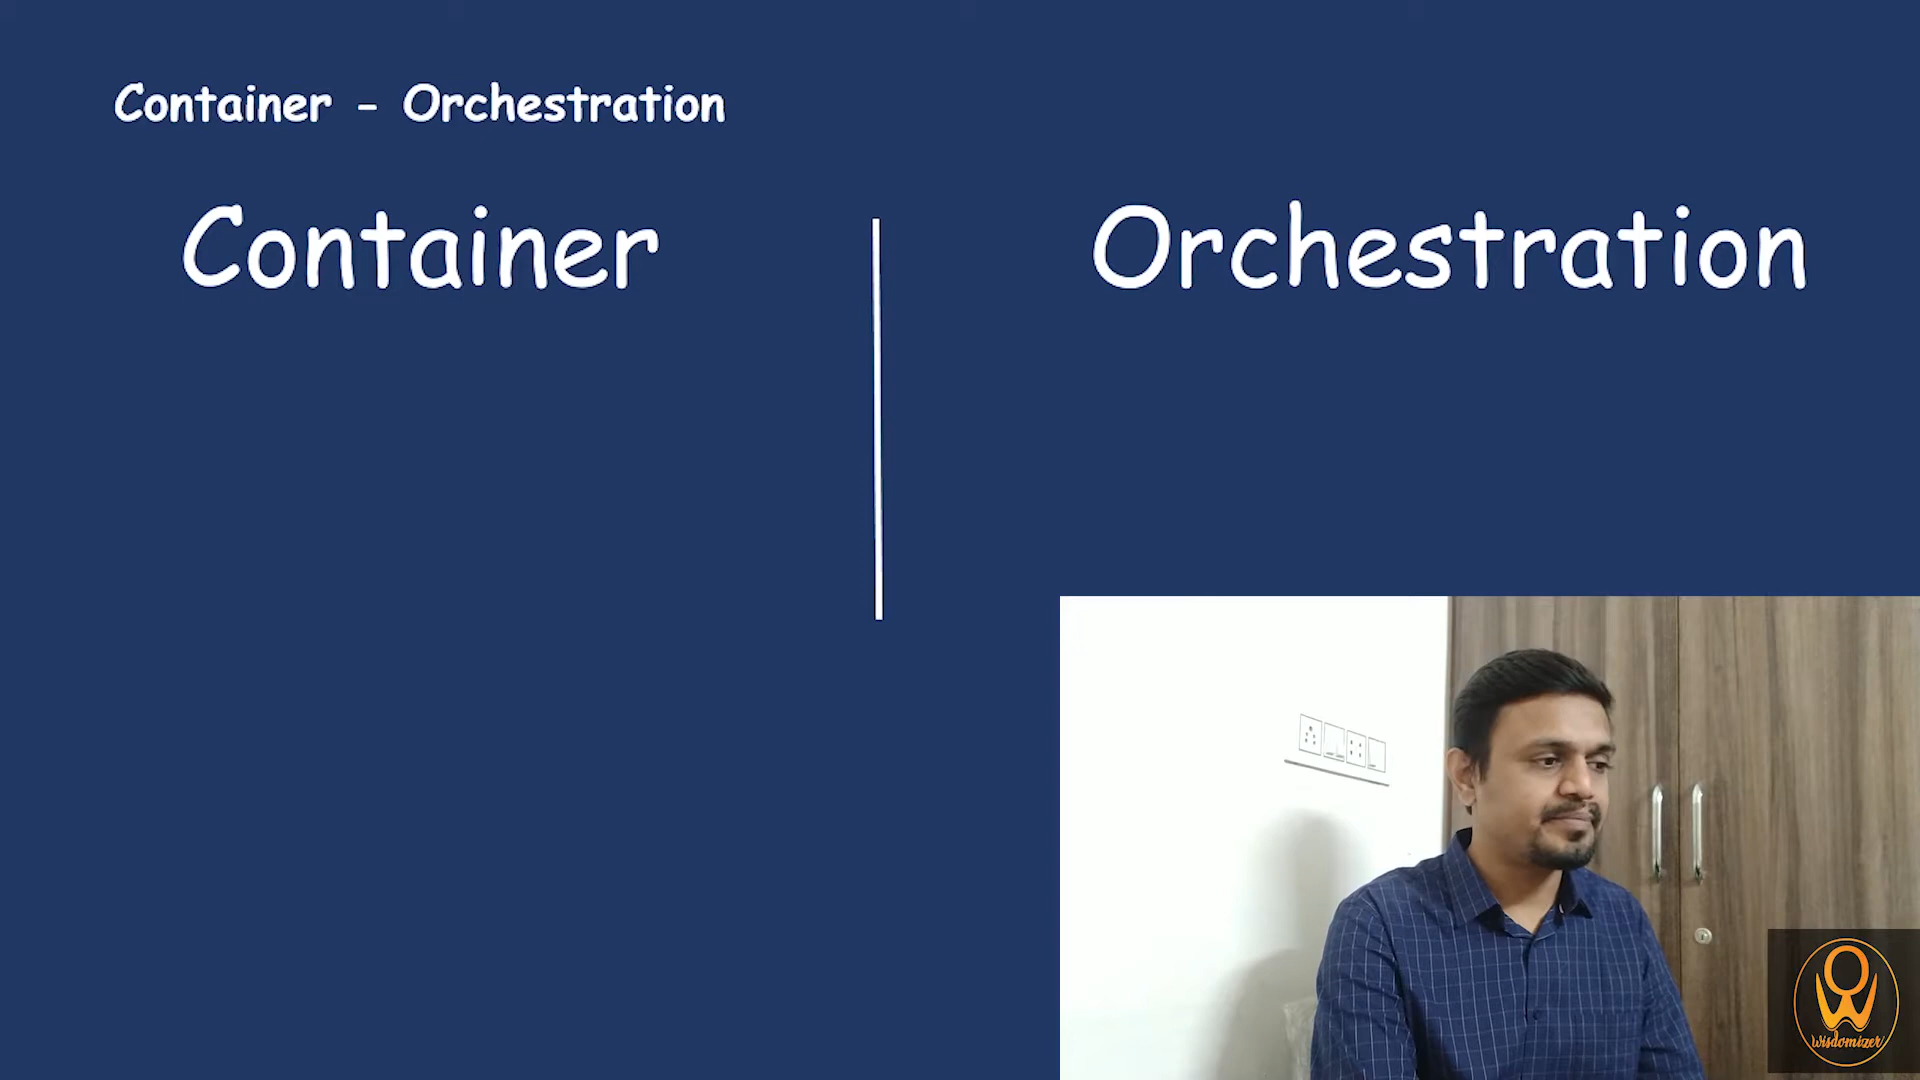 Container - Orchestration
Container
Orchestration
Wisdomizer